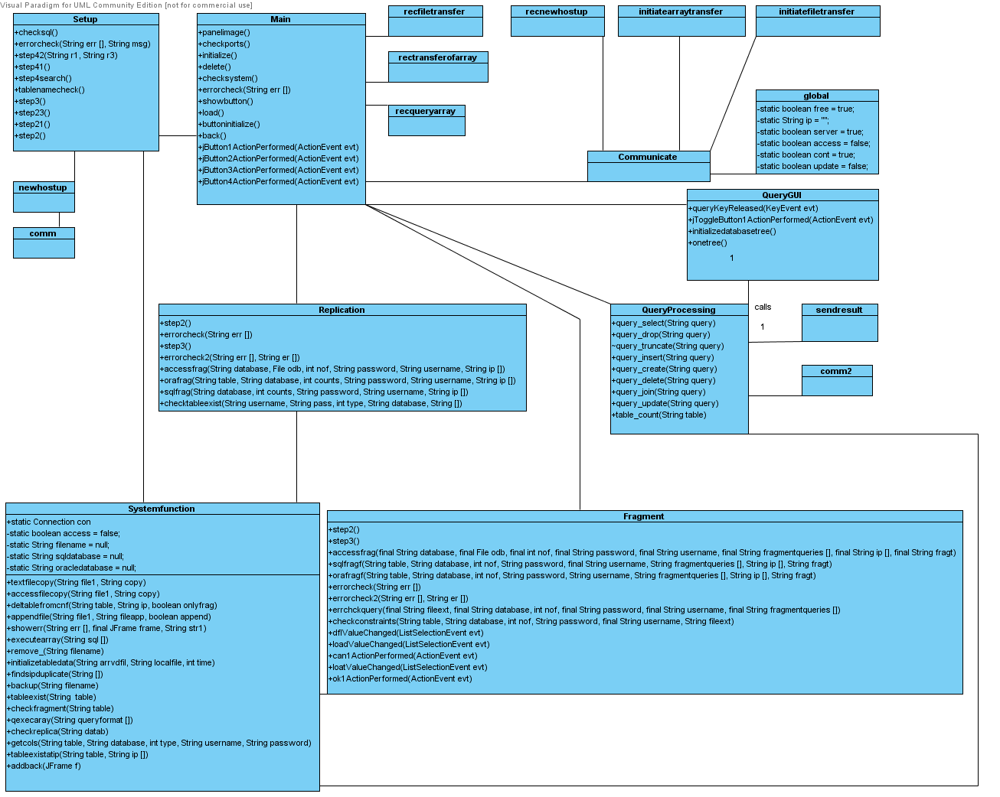 Visual Paradigm for UML Community Edition [not for commercial use]
Setup
+checksql()
+errorcheck(String err [], String msg)
+step42(String r1, String r3)
+step41()
+step4search()
+tablenamecheck()
+step3()
+step23()
+step21()
+step2()
Main
+panelimage()
+checkports()
+initialize()
+delete()
+checksystem()
+errorcheck(String err [])
+showbutton()
+load()
+buttoninitialize()
+back()
+jButton1ActionPerformed(ActionEvent evt)
+jButton2ActionPerformed(ActionEvent evt)
+jButton3ActionPerformed(ActionEvent evt)
+jButton4ActionPerformed(ActionEvent evt)
recfiletransfer
rectransferofarray
recqueryarray
recnewhostup
initiatearraytransfer
initiatefiletransfer
global
-static boolean free = true;
-static String ip = "";
-static boolean server = true;
-static boolean access = false;
-static boolean cont = true;
-static boolean update = false;
Communicate
newhostup
comm
QueryGUI
+queryKeyReleased(KeyEvent evt)
+jToggleButton1ActionPerformed(ActionEvent evt)
+initializedatabasetree()
+onetree()
1
calls
1
Replication
+step2()
+errorcheck(String err [])
+step3()
+errorcheck2(String err [], String er [])
+accessfrag(String database, File odb, int nof, String password, String username, String ip [])
+orafrag(String table, String database, int counts, String password, String username, String ip [])
+sqlfrag(String database, int counts, String password, String username, String ip [])
+checktableexist(String username, String pass, int type, String database, String [])
QueryProcessing
+query_select(String query)
+query_drop(String query)
~query_truncate(String query)
+query_insert(String query)
+query_create(String query)
+query_delete(String query)
+query_join(String query)
+query_update(String query)
+table_count(String table)
sendresult
comm2
Systemfunction
+static Connection con
-static boolean access = false;
-static String filename = null;
-static String sqldatabase = null;
-static String oracledatabase = null;
+textfilecopy(String file1, String copy)
+accessfilecopy(String file1, String copy)
+deltablefromcnf(String table, String ip, boolean onlyfrag)
+appendfile(String file1, String fileapp, boolean append)
+showerr(String err [], final JFrame frame, String str1)
+executearray(String sql [])
+remove_(String filename)
+initializetabledata(String arrvdfil, String localfile, int time)
+findsipduplicate(String [])
+backup(String filename)
+tableexist(String  table)
+checkfragment(String table)
+qexecaray(String queryformat [])
+checkreplica(String datab)
+getcols(String table, String database, int type, String username, String password)
+tableexistatip(String table, String ip [])
+addback(JFrame f)
Fragment
+step2()
+step3()
+accessfrag(final String database, final File odb, final int nof, final String password, final String username, final String fragmentqueries [], final String ip [], final String fragt)
+sqlfragf(String table, String database, int nof, String password, final String username, String fragmentqueries [], String ip [], String fragt)
+orafragf(String table, String database, int nof, String password, String username, String fragmentqueries [], String ip [], String fragt)
+errorcheck(String err [])
+errorcheck2(String err [], String er [])
+errchckquery(final String fileext, final String database, int nof, final String password, final String username, final String fragmentqueries [])
+checkconstraints(String table, String database, int nof, String password, final String username, String fileext)
+dflValueChanged(ListSelectionEvent evt)
+loadValueChanged(ListSelectionEvent evt)
+can1ActionPerformed(ActionEvent evt)
+loatValueChanged(ListSelectionEvent evt)
+ok1ActionPerformed(ActionEvent evt)